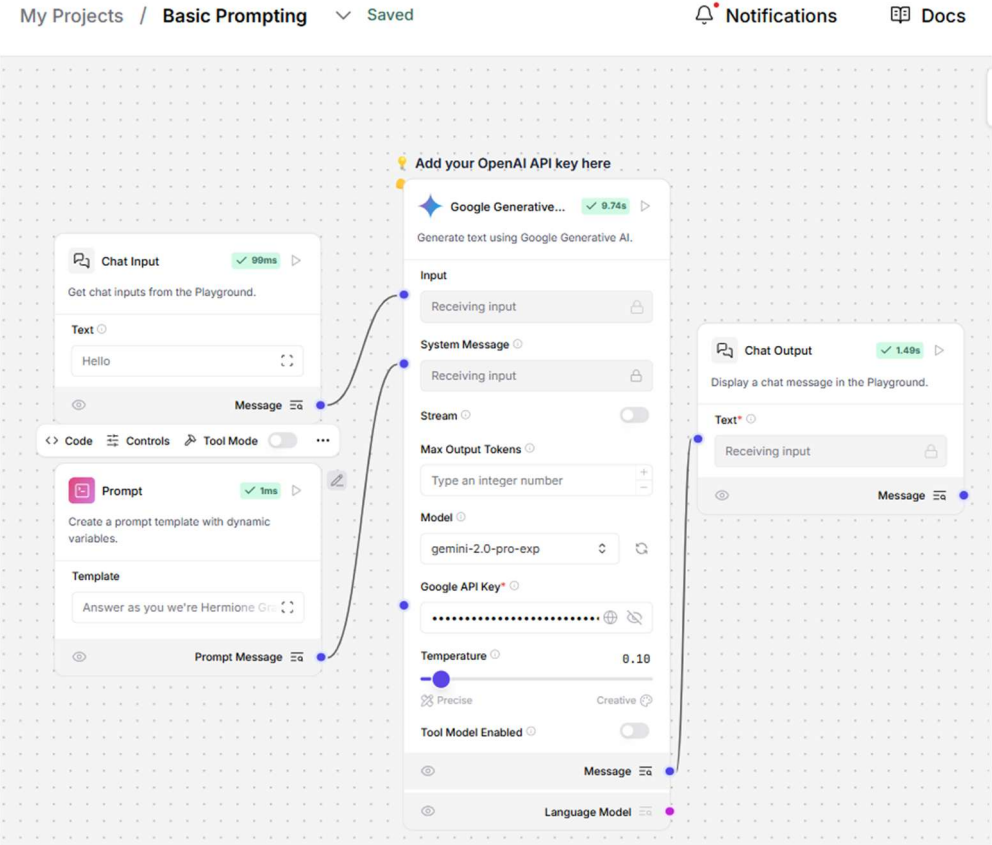 My Projects / Basic Prompting Saved Notifications Docs
Add your OpenAI API key here
Chat Input 99ms
Get chat inputs from the Playground.
Text
Hello
Message
Code Controls Tool Mode
Prompt 1ms
Create a prompt template with dynamic
variables.
Template
Answer as you we're Hermione Gra
Prompt Message
Google Generative... 9.74s
Generate text using Google Generative AI.
Input
Receiving input
System Message
Receiving input
Stream
Max Output Tokens
Type an integer number
Model
gemini-2.0-pro-exp
Google API Key*
••••••••••••••••••••••••••
Temperature 0.10
Precise Creative
Tool Model Enabled
Message
Language Model
Chat Output 1.49s
Display a chat message in the Playground.
Text*
Receiving input
Message